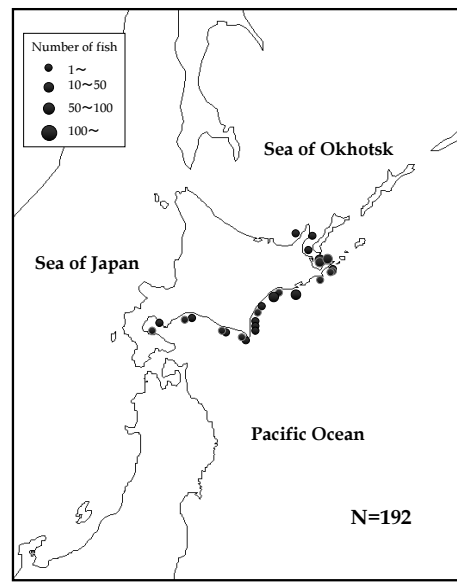 Number of fish
1～
10～50
50～100
100～
Sea of Okhotsk
Sea of Japan
Pacific Ocean
N=192